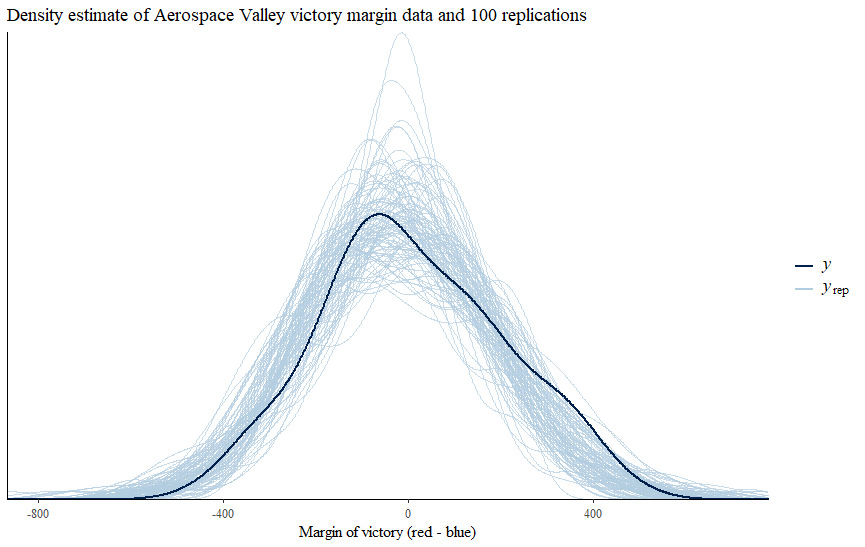 Density estimate of Aerospace Valley victory margin data and 100 replications
y
y rep
-800 -400 0 400
Margin of victory (red - blue)